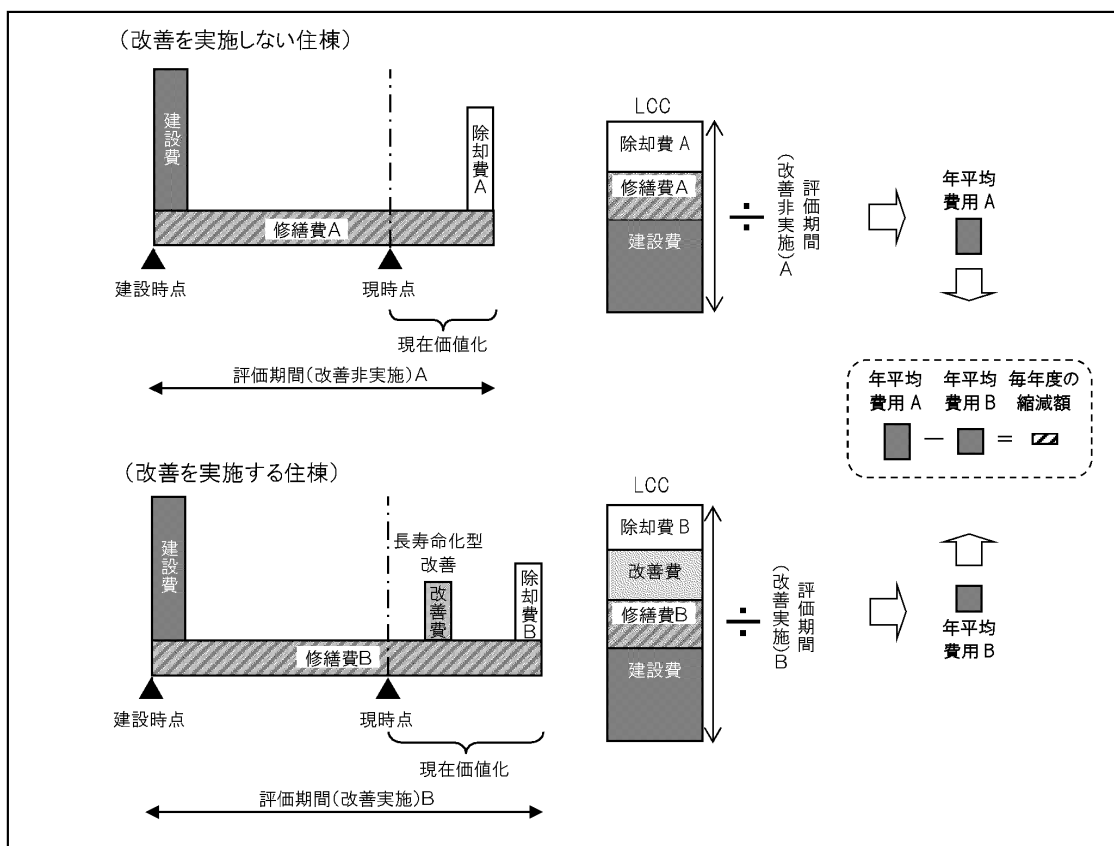 （改善を実施しない住棟）
建設費
除却費A
修繕費A
建設時点
現時点
現在価値化
評価期間(改善非実施)A
LCC
除却費A
修繕費A
建設費
÷
評価期間
(改善非実施)A
年平均
費用A
年平均
費用A
年平均
費用B
毎年度の
縮減額
－
＝
（改善を実施する住棟）
建設費
長寿命化型
改善
改善費
除却費B
修繕費B
建設時点
現時点
現在価値化
評価期間(改善実施)B
LCC
除却費B
改善費
修繕費B
建設費
÷
評価期間
(改善実施)B
年平均
費用B